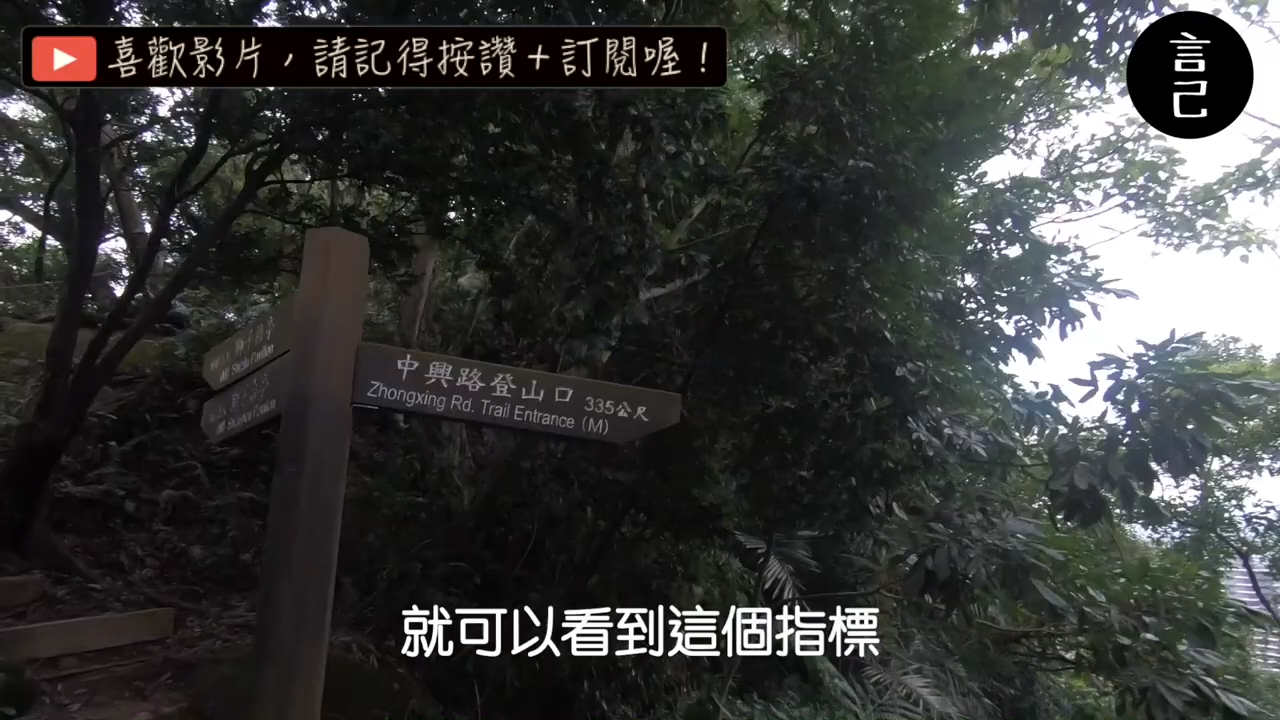 喜歡影片，請記得按讚＋訂閱喔！
言己
中興路登山口 335公尺
Zhongxing Rd. Trail Entrance (M)
就可以看到這個指標